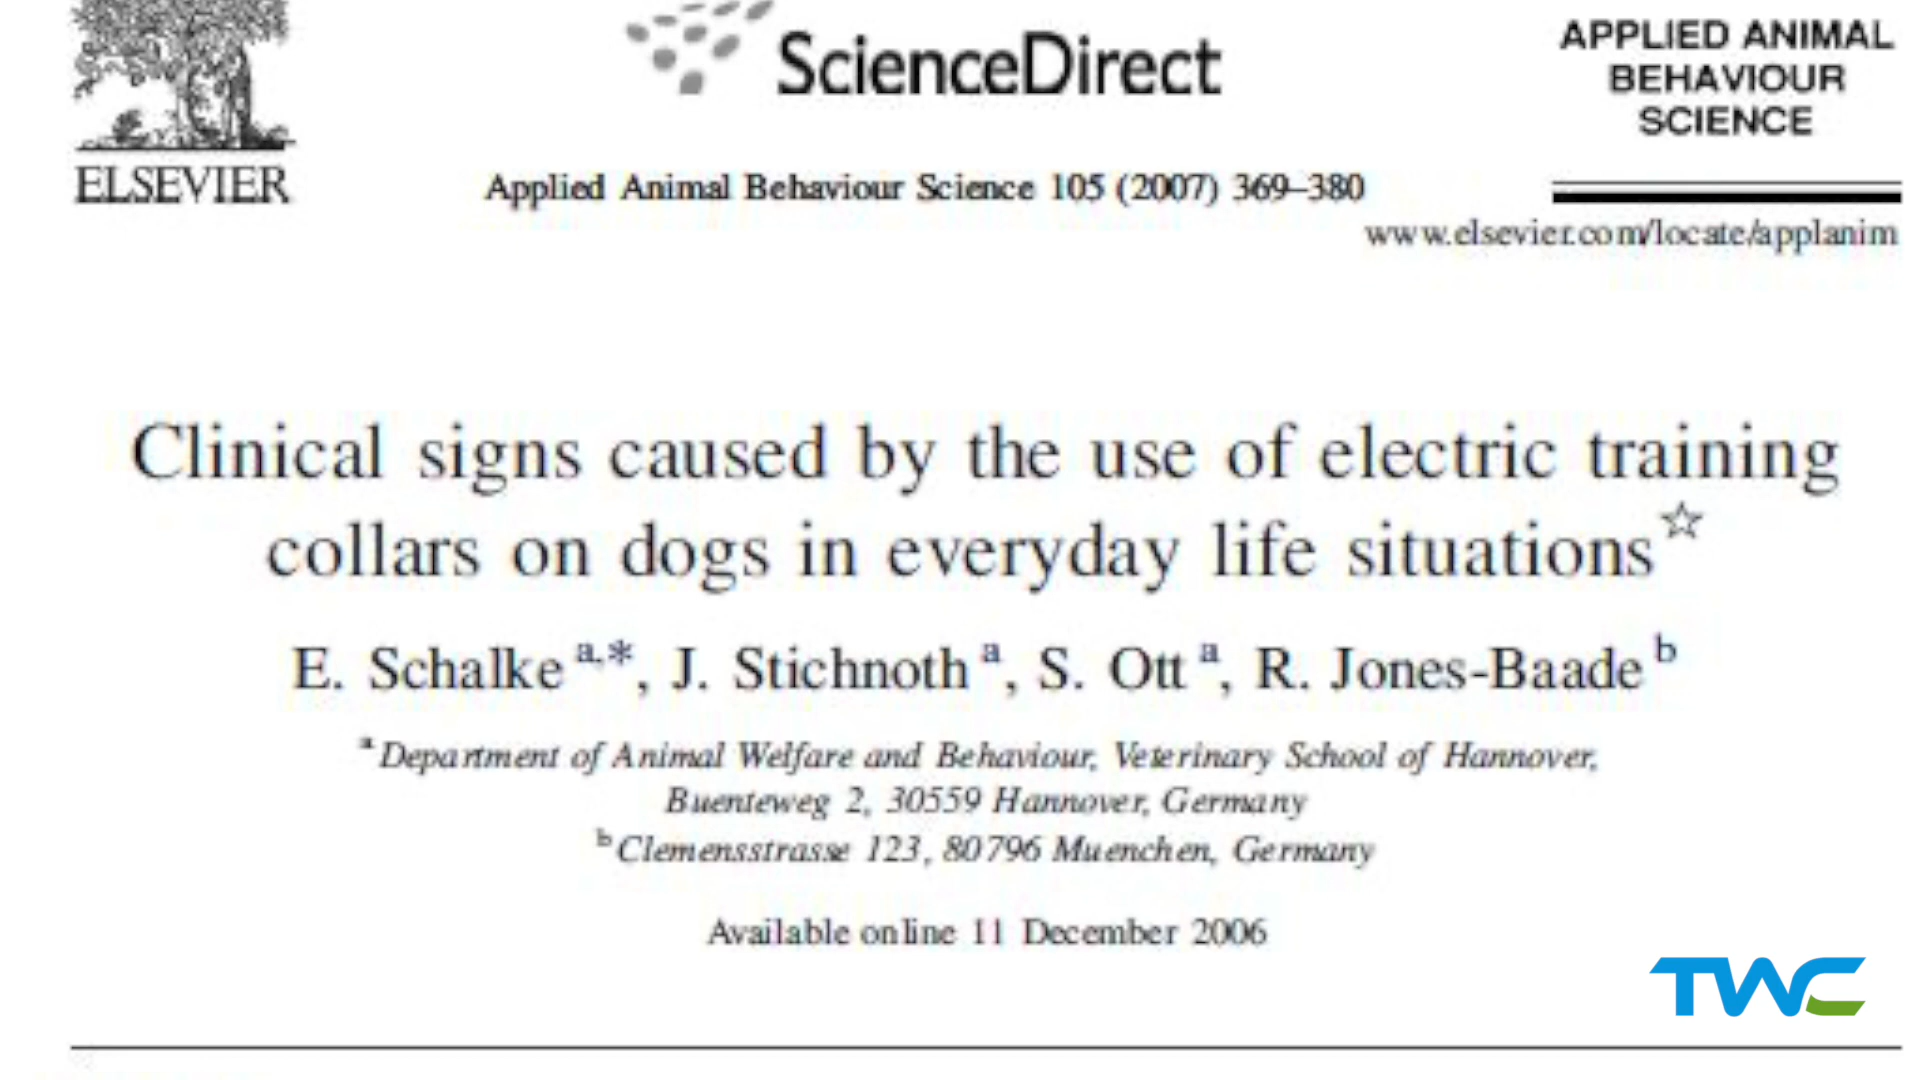 ELSEVIER
ScienceDirect
APPLIED ANIMAL
BEHAVIOUR
SCIENCE
Applied Animal Behaviour Science 105 (2007) 369–380
www.elsevier.com/locate/applanim
Clinical signs caused by the use of electric training
collars on dogs in everyday life situations☆
E. Schalke a,*, J. Stichnoth a, S. Ott a, R. Jones-Baade b
a Department of Animal Welfare and Behaviour, Veterinary School of Hannover,
Buenteweg 2, 30559 Hannover, Germany
b Clemensstrasse 123, 80796 Muenchen, Germany
Available online 11 December 2006
TWC